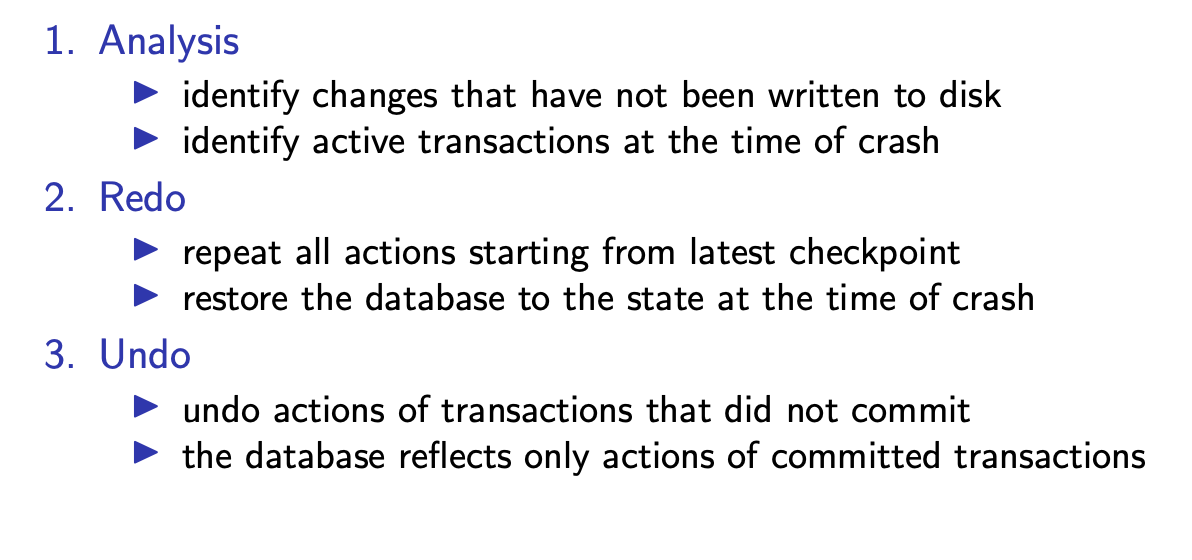 1. Analysis
▶ identify changes that have not been written to disk
▶ identify active transactions at the time of crash
2. Redo
▶ repeat all actions starting from latest checkpoint
▶ restore the database to the state at the time of crash
3. Undo
▶ undo actions of transactions that did not commit
▶ the database reflects only actions of committed transactions